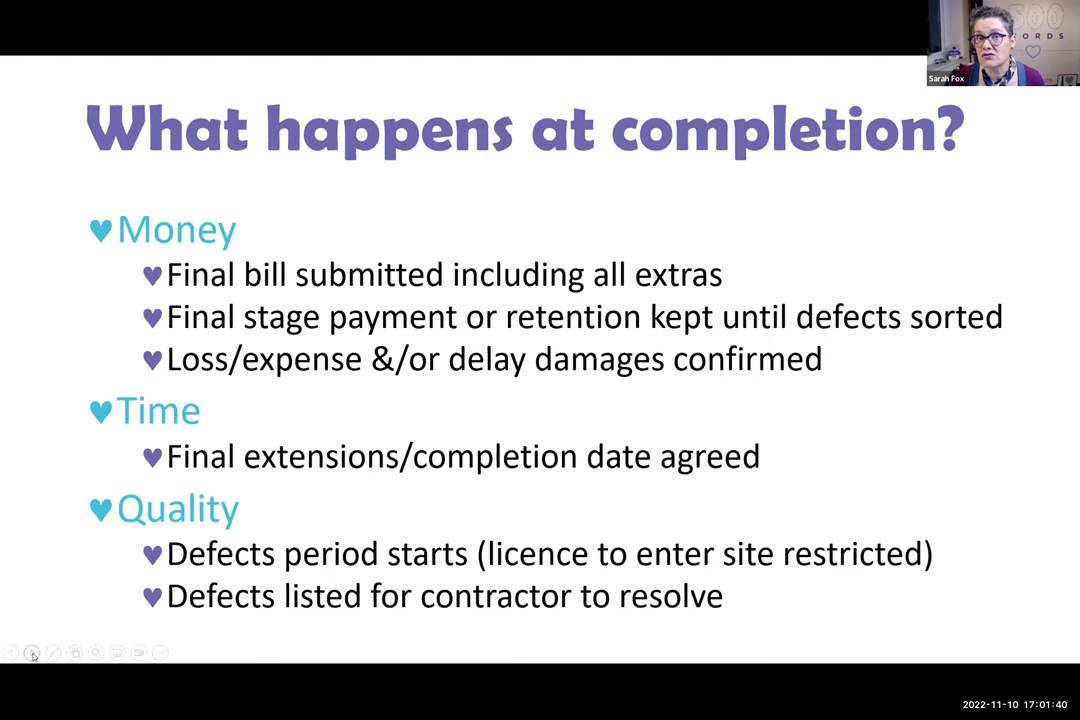 500
ORDS
Sarah Fox
What happens at completion?
Money
Final bill submitted including all extras
Final stage payment or retention kept until defects sorted
Loss/expense &/or delay damages confirmed
Time
Final extensions/completion date agreed
Quality
Defects period starts (licence to enter site restricted)
Defects listed for contractor to resolve
2022-11-10 17:01:40